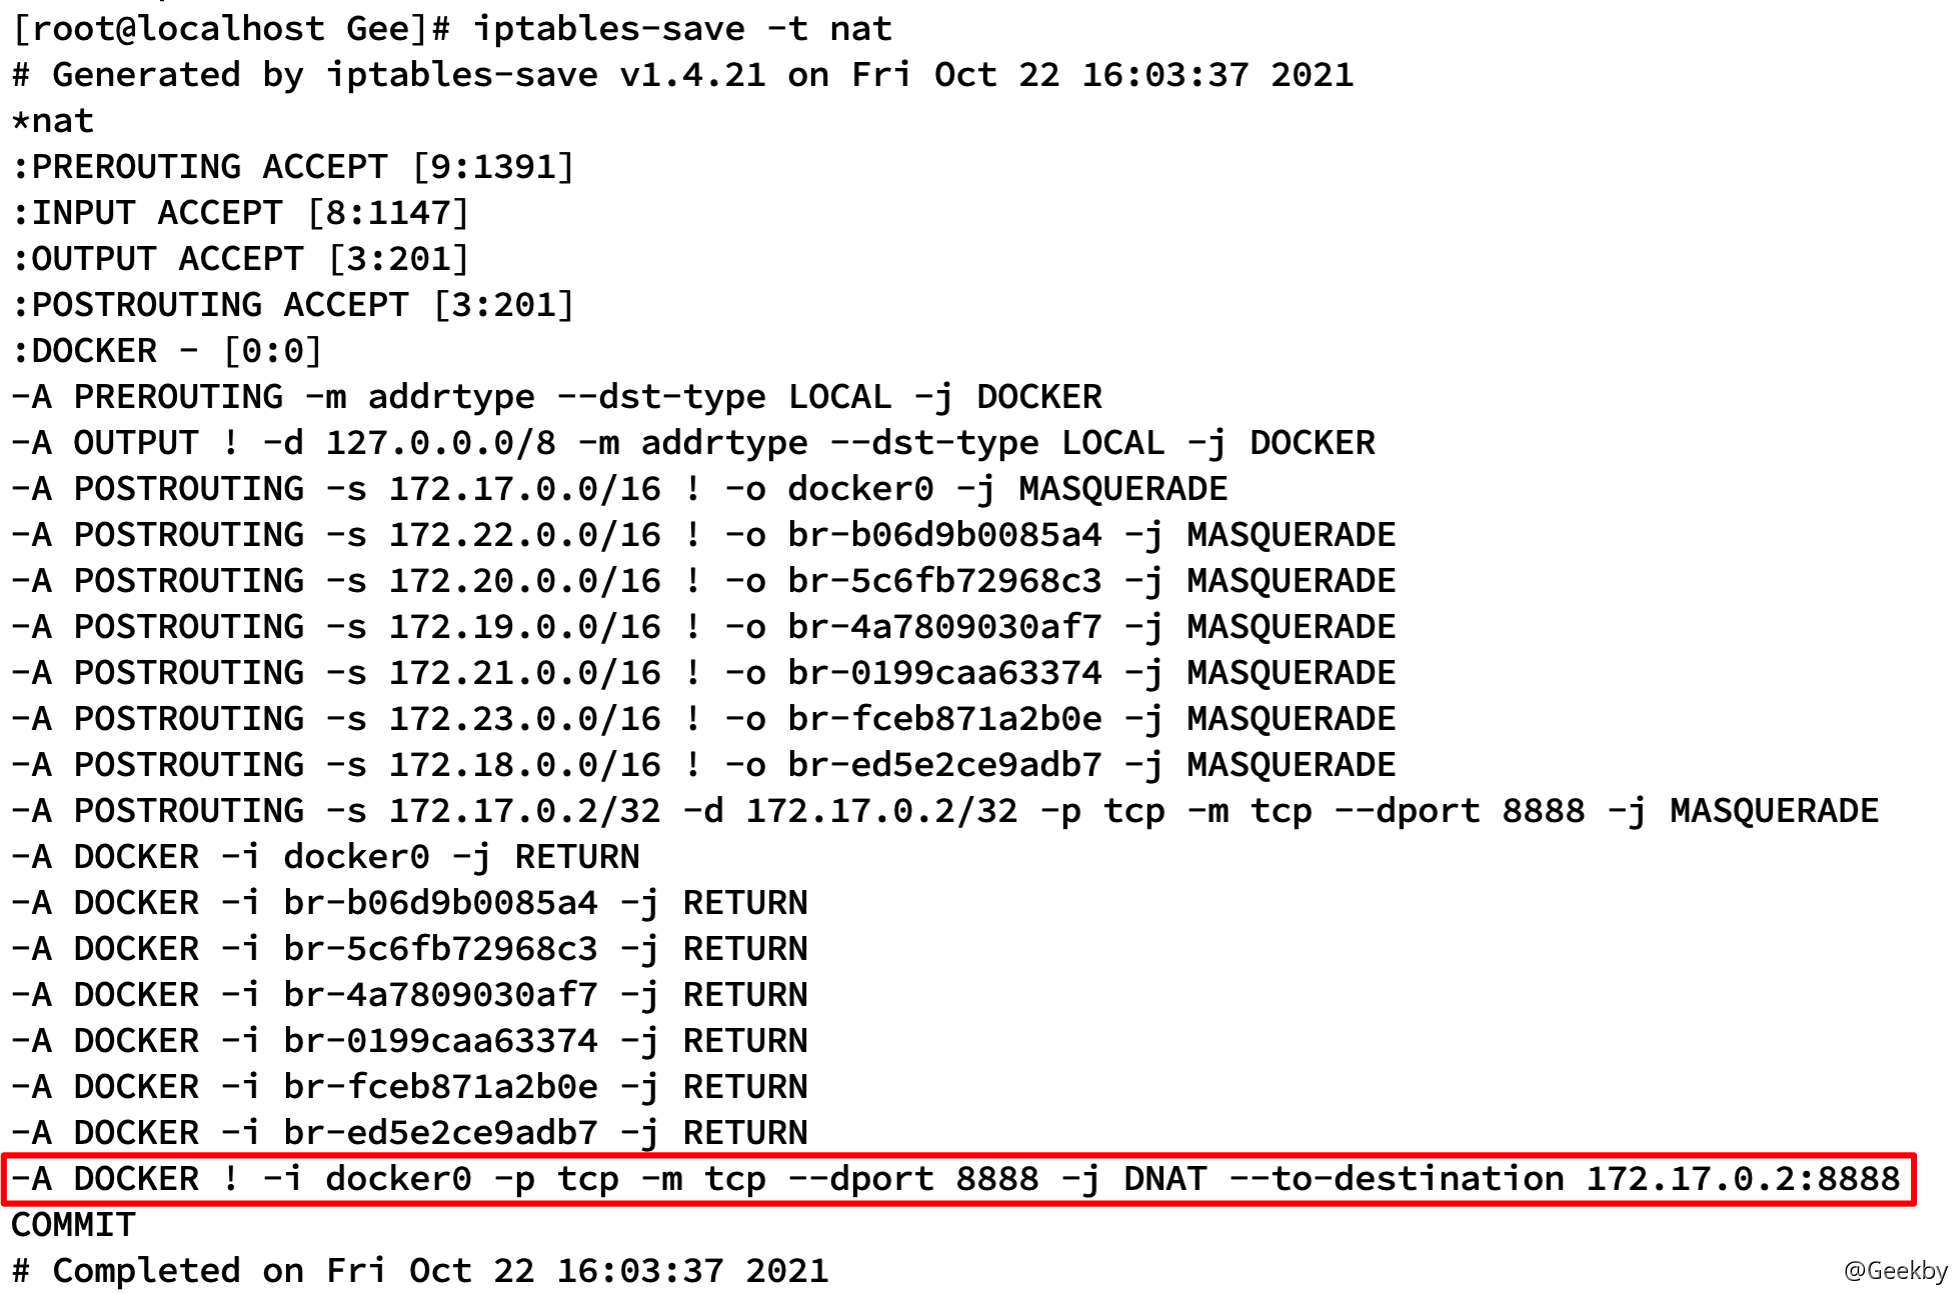 [root@localhost Gee]# iptables-save -t nat
# Generated by iptables-save v1.4.21 on Fri Oct 22 16:03:37 2021
*nat
:PREROUTING ACCEPT [9:1391]
:INPUT ACCEPT [8:1147]
:OUTPUT ACCEPT [3:201]
:POSTROUTING ACCEPT [3:201]
:DOCKER - [0:0]
-A PREROUTING -m addrtype --dst-type LOCAL -j DOCKER
-A OUTPUT ! -d 127.0.0.0/8 -m addrtype --dst-type LOCAL -j DOCKER
-A POSTROUTING -s 172.17.0.0/16 ! -o docker0 -j MASQUERADE
-A POSTROUTING -s 172.22.0.0/16 ! -o br-b06d9b0085a4 -j MASQUERADE
-A POSTROUTING -s 172.20.0.0/16 ! -o br-5c6fb72968c3 -j MASQUERADE
-A POSTROUTING -s 172.19.0.0/16 ! -o br-4a7809030af7 -j MASQUERADE
-A POSTROUTING -s 172.21.0.0/16 ! -o br-0199caa63374 -j MASQUERADE
-A POSTROUTING -s 172.23.0.0/16 ! -o br-fceb871a2b0e -j MASQUERADE
-A POSTROUTING -s 172.18.0.0/16 ! -o br-ed5e2ce9adb7 -j MASQUERADE
-A POSTROUTING -s 172.17.0.2/32 -d 172.17.0.2/32 -p tcp -m tcp --dport 8888 -j MASQUERADE
-A DOCKER -i docker0 -j RETURN
-A DOCKER -i br-b06d9b0085a4 -j RETURN
-A DOCKER -i br-5c6fb72968c3 -j RETURN
-A DOCKER -i br-4a7809030af7 -j RETURN
-A DOCKER -i br-0199caa63374 -j RETURN
-A DOCKER -i br-fceb871a2b0e -j RETURN
-A DOCKER -i br-ed5e2ce9adb7 -j RETURN
-A DOCKER ! -i docker0 -p tcp -m tcp --dport 8888 -j DNAT --to-destination 172.17.0.2:8888
COMMIT
# Completed on Fri Oct 22 16:03:37 2021
@Geekby